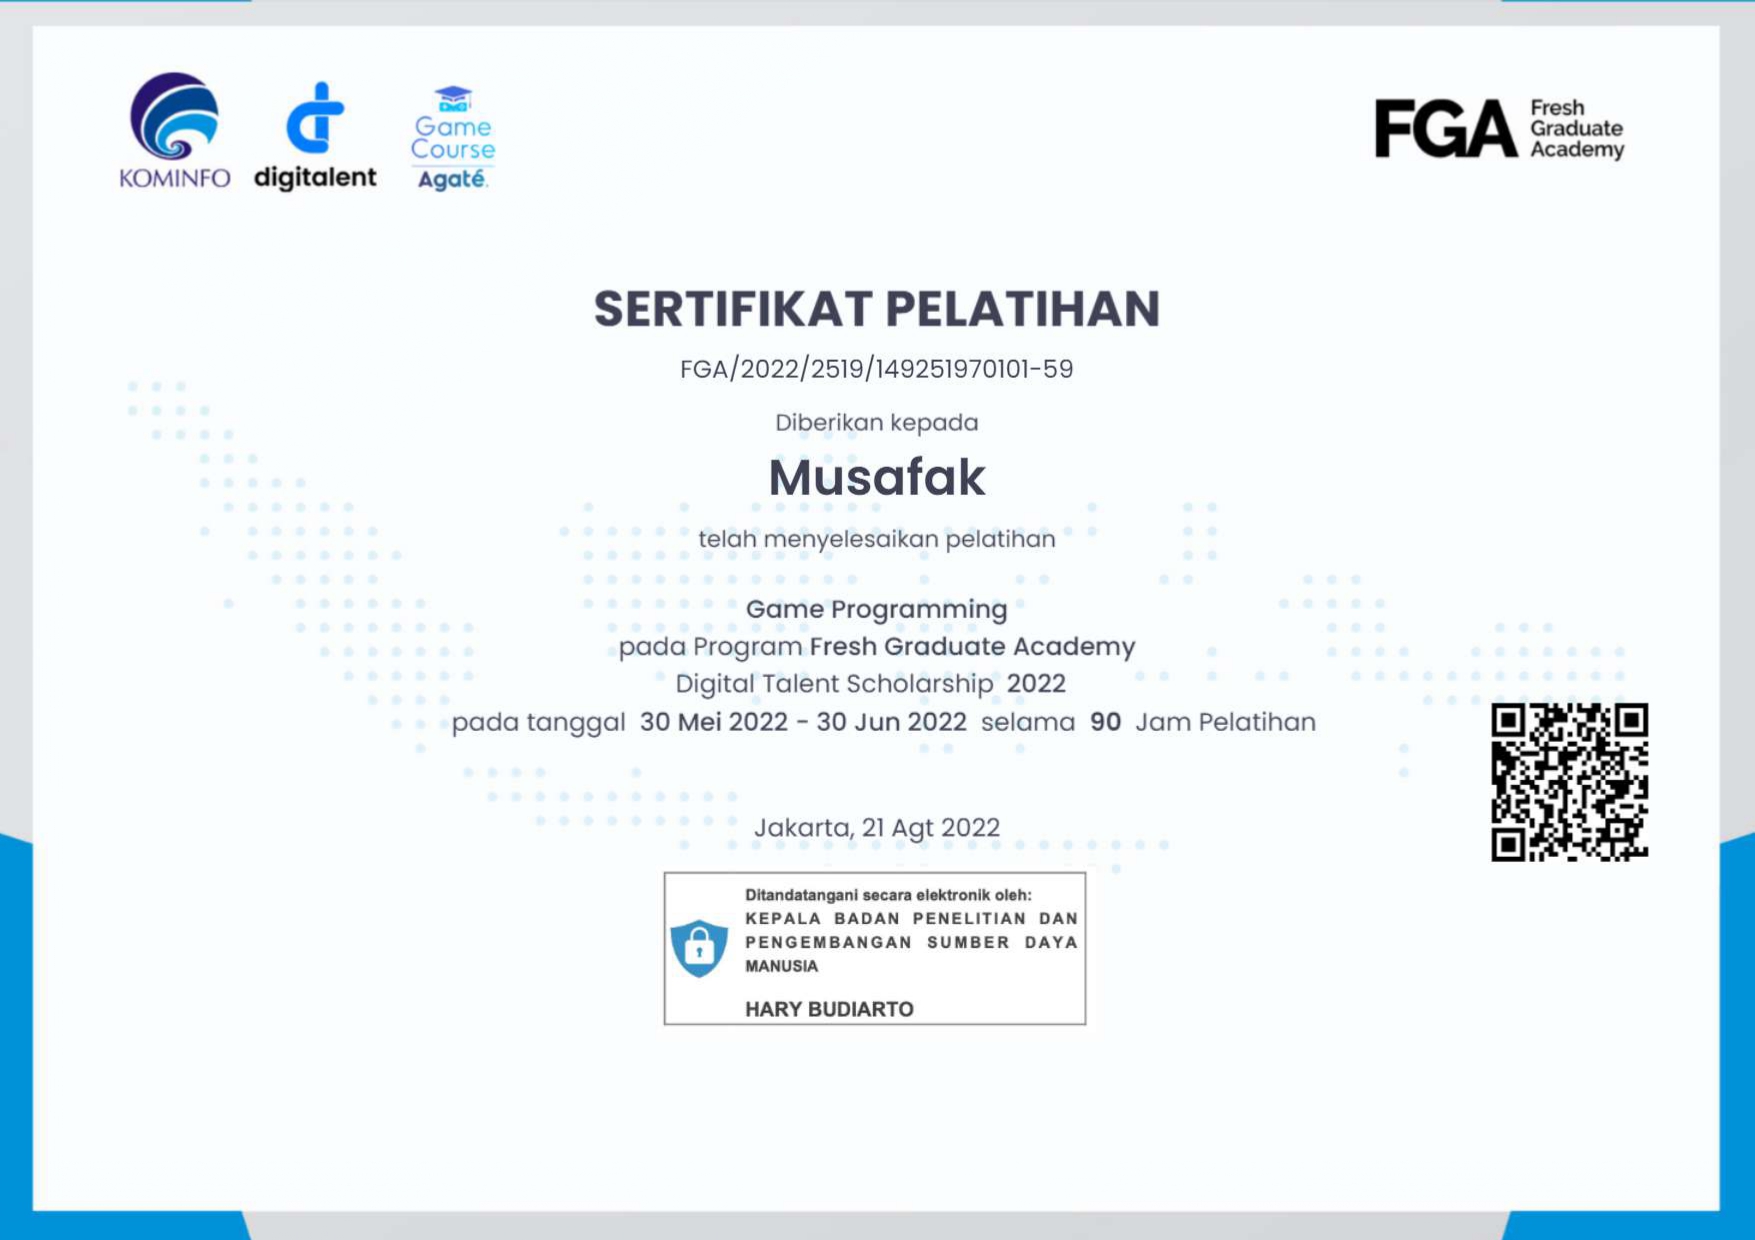 KOMINFO
digitalent
Game
Course
Agaté.
FGA
Fresh
Graduate
Academy
SERTIFIKAT PELATIHAN
FGA/2022/2519/149251970101-59
Diberikan kepada
Musafak
telah menyelesaikan pelatihan
Game Programming
pada Program Fresh Graduate Academy
Digital Talent Scholarship 2022
pada tanggal 30 Mei 2022 - 30 Jun 2022 selama 90 Jam Pelatihan
Jakarta, 21 Agt 2022
Ditandatangani secara elektronik oleh:
KEPALA BADAN PENELITIAN DAN
PENGEMBANGAN SUMBER DAYA
MANUSIA
HARY BUDIARTO